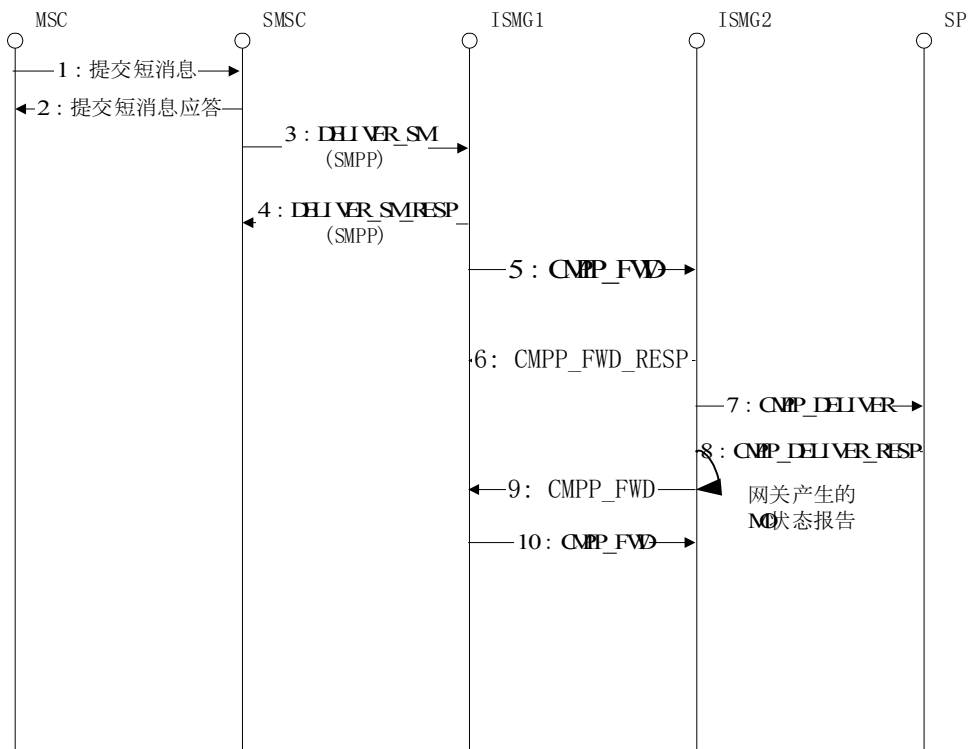 MSC SMSC ISMG1 ISMG2 SP
1：提交短消息
2：提交短消息应答
3：DELIVER_SM
(SMPP)
4：DELIVER_SM_RESP
(SMPP)
5：CMPP_FWD
6: CMPP_FWD_RESP
7：CMPP_DELIVER
8：CMPP_DELIVER_RESP
9: CMPP_FWD
网关产生的
MO状态报告
10：CMPP_FWD